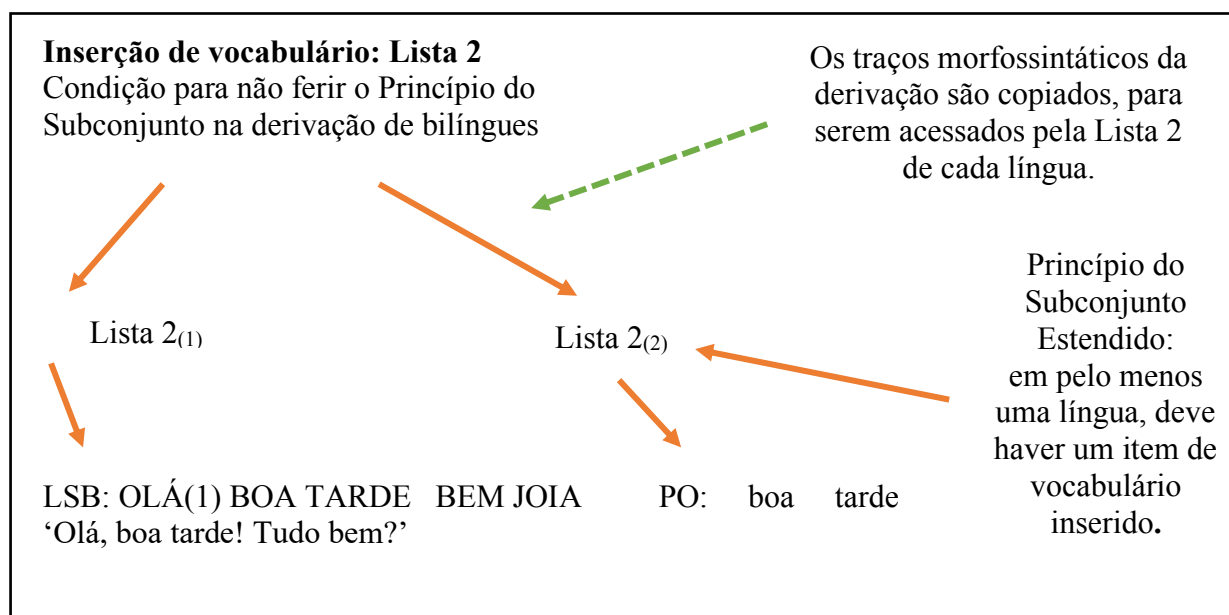 Inserção de vocabulário: Lista 2
Condição para não ferir o Princípio do
Subconjunto na derivação de bilíngues
Os traços morfossintáticos da
derivação são copiados, para
serem acessados pela Lista 2
de cada língua.
Lista 2(1)
Lista 2(2)
Princípio do
Subconjunto
Estendido:
em pelo menos
uma língua, deve
haver um item de
vocabulário
inserido.
LSB: OLÁ(1) BOA TARDE BEM JOIA
‘Olá, boa tarde! Tudo bem?’
PO: boa tarde